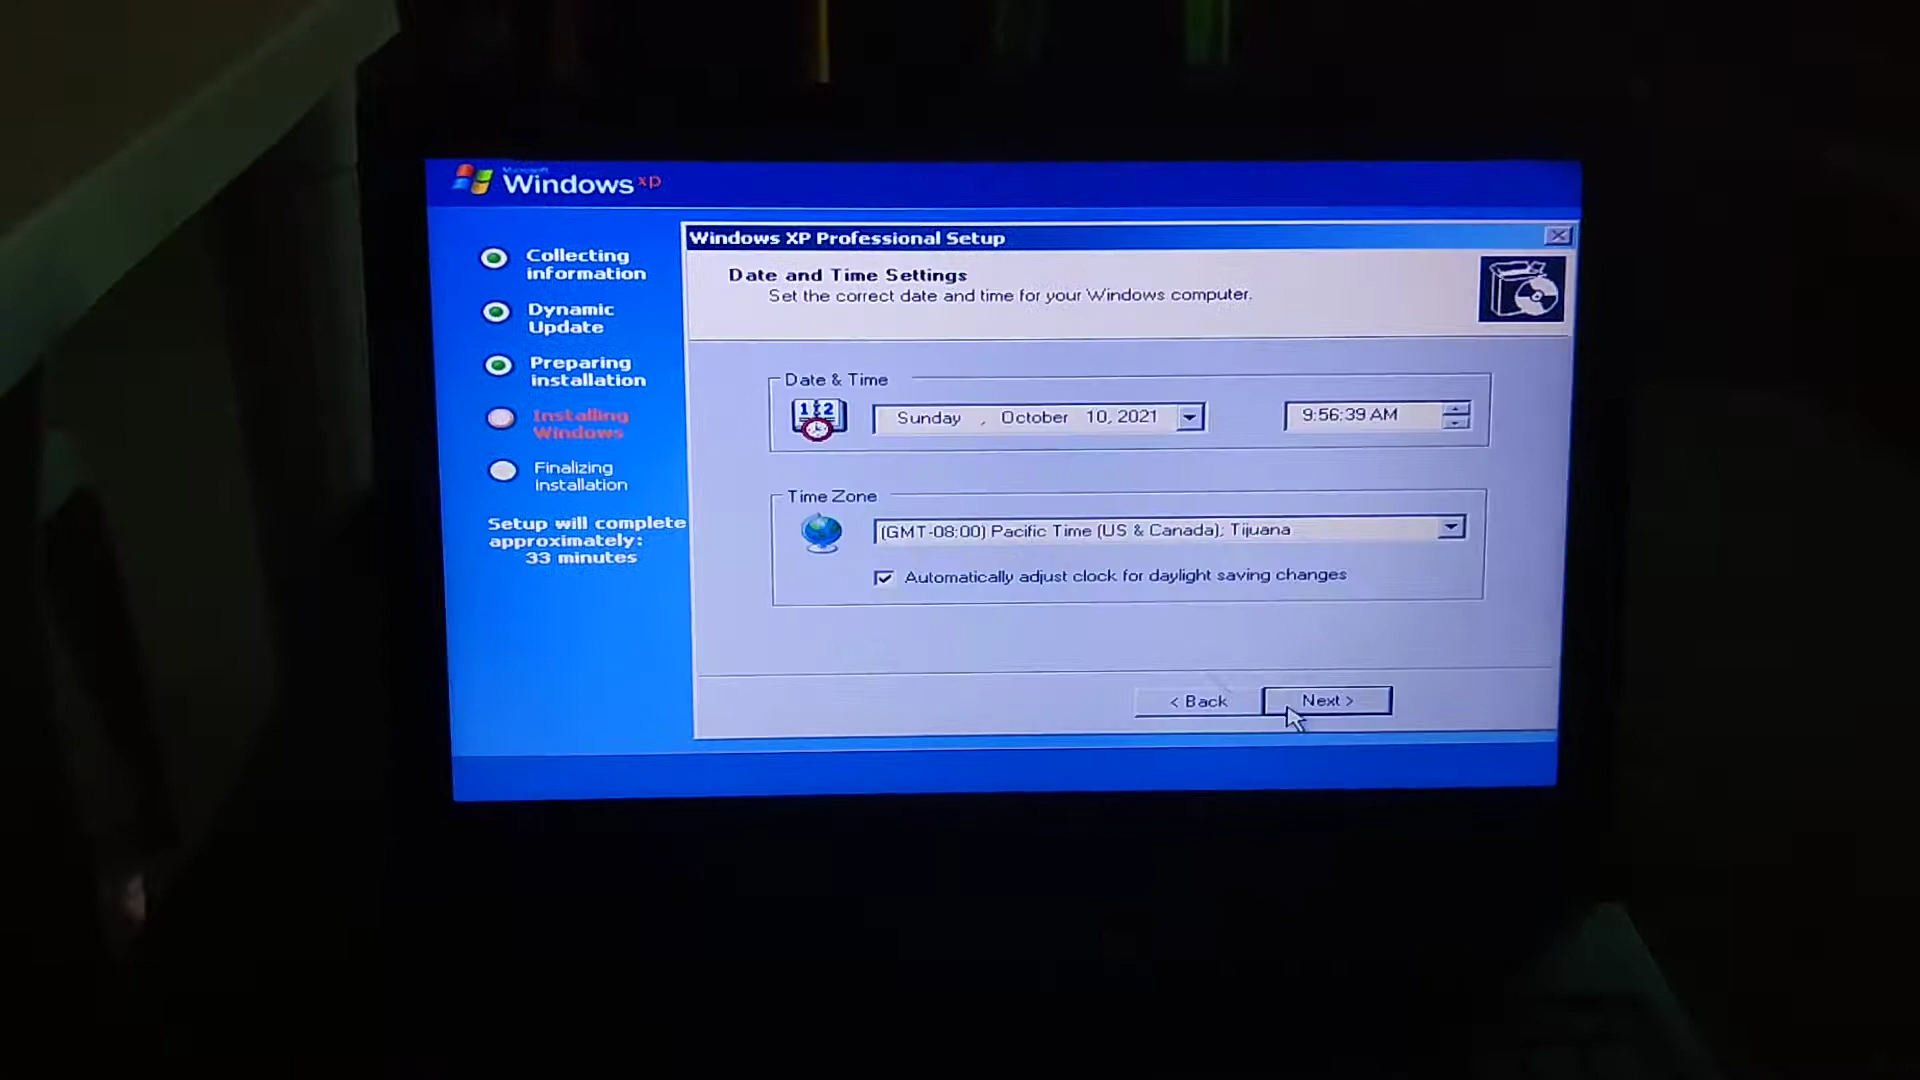 Microsoft
Windows xp
Collecting
information
Dynamic
Update
Preparing
installation
Installing
Windows
Finalizing
installation
Setup will complete
approximately:
33 minutes
Windows XP Professional Setup
Date and Time Settings
Set the correct date and time for your Windows computer.
Date & Time
12
Sunday , October 10, 2021
9:56:39 AM
Time Zone
(GMT-08:00) Pacific Time (US & Canada); Tijuana
Automatically adjust clock for daylight saving changes
< Back
Next >